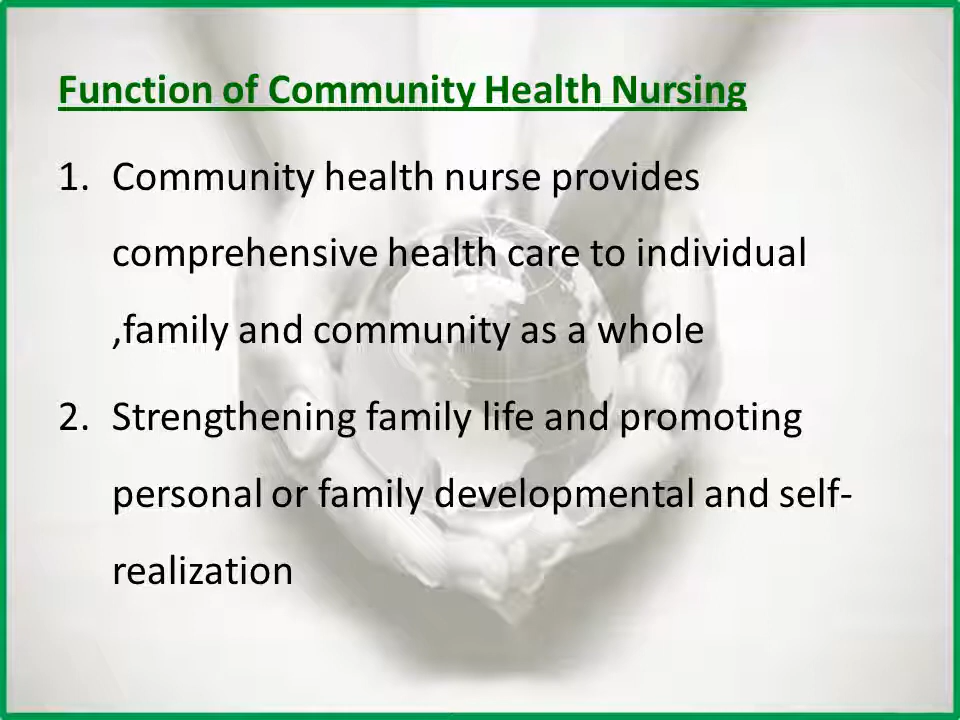 Function of Community Health Nursing
1. Community health nurse provides
comprehensive health care to individual
,family and community as a whole
2. Strengthening family life and promoting
personal or family developmental and self-
realization